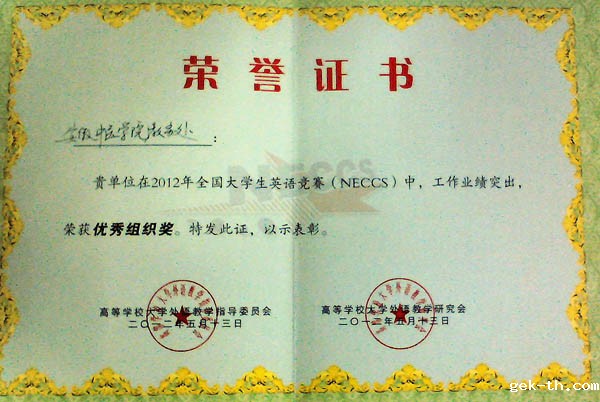 荣誉证书
安徽中医学院教务处：
贵单位在2012年全国大学生英语竞赛（NECCS）中，工作业绩突出，
荣获优秀组织奖。特发此证，以示表彰。
NECCS
高等学校大学外语教学指导委员会
二〇一二年五月十三日
高等学校大学外语教学研究会
二〇一二年五月十三日
gek-th.com